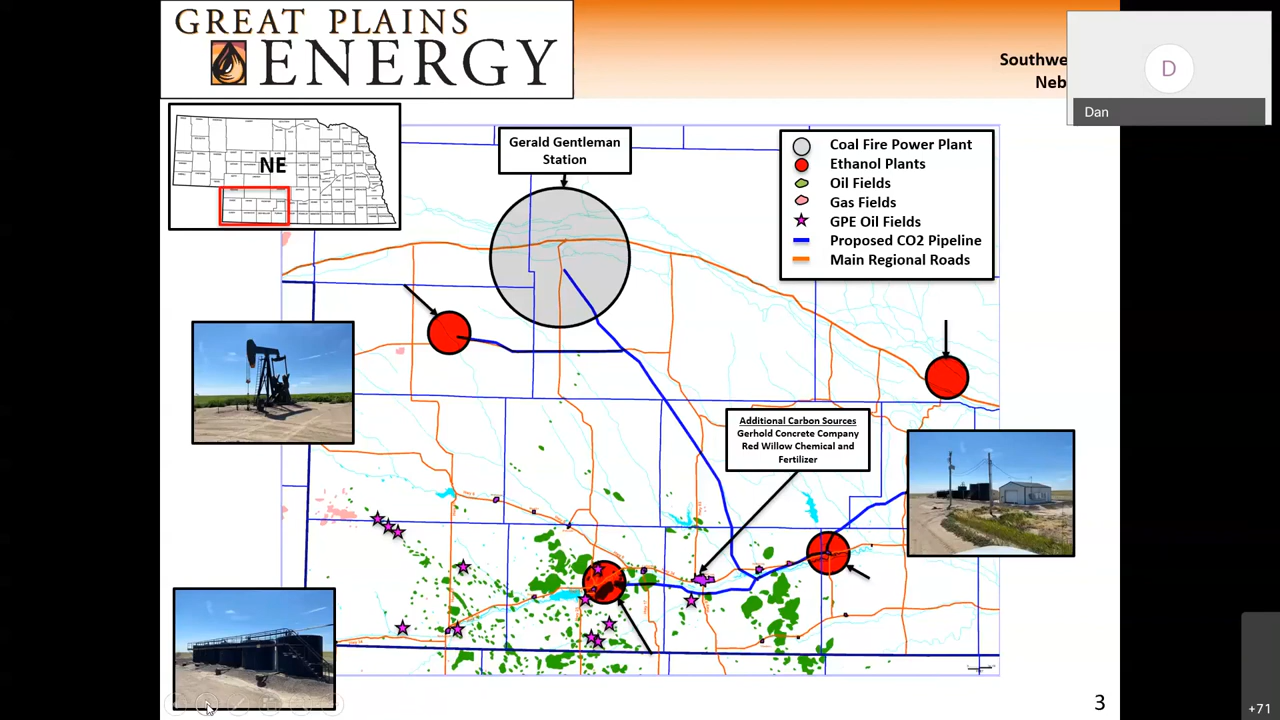 GREAT PLAINS
ENERGY
Southwe
Neb
D
Dan
NE
Gerald Gentleman
Station
Coal Fire Power Plant
Ethanol Plants
Oil Fields
Gas Fields
GPE Oil Fields
Proposed CO2 Pipeline
Main Regional Roads
Additional Carbon Sources
Gerhold Concrete Company
Red Willow Chemical and
Fertilizer
3
+71